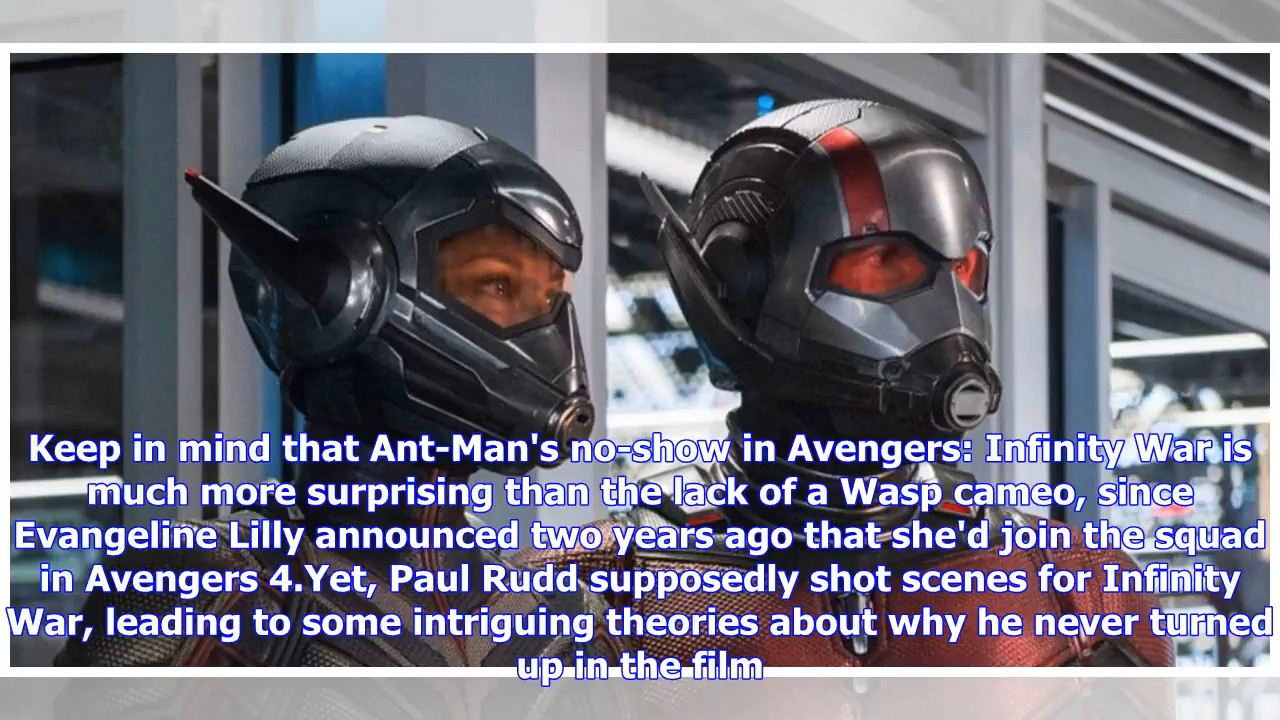 Keep in mind that Ant-Man's no-show in Avengers: Infinity War is
much more surprising than the lack of a Wasp cameo, since
Evangeline Lilly announced two years ago that she'd join the squad
in Avengers 4.Yet, Paul Rudd supposedly shot scenes for Infinity
War, leading to some intriguing theories about why he never turned
up in the film